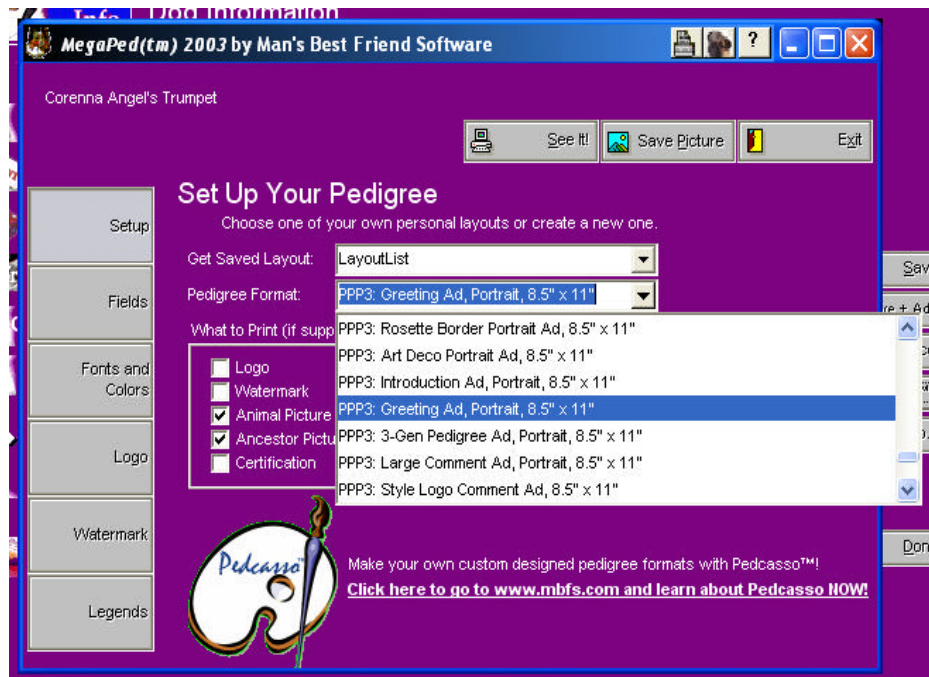 Info Dog Information
MegaPed(tm) 2003 by Man's Best Friend Software ?
Corenna Angel's Trumpet
See It! Save Picture Exit
Set Up Your Pedigree
Choose one of your own personal layouts or create a new one.
Setup
Get Saved Layout: LayoutList
Sav
Fields
Pedigree Format: PPP3: Greeting Ad, Portrait, 8.5" x 11"
re + Ad
What to Print (if supp
PPP3: Rosette Border Portrait Ad, 8.5" x 11"
Fonts and
Colors
Logo
PPP3: Art Deco Portrait Ad, 8.5" x 11"
Watermark
PPP3: Introduction Ad, Portrait, 8.5" x 11"
Animal Picture
PPP3: Greeting Ad, Portrait, 8.5" x 11"
Ancestor Pictu
PPP3: 3-Gen Pedigree Ad, Portrait, 8.5" x 11"
Logo
Certification
PPP3: Large Comment Ad, Portrait, 8.5" x 11"
PPP3: Style Logo Comment Ad, 8.5" x 11"
Watermark
Pedcasso™
Make your own custom designed pedigree formats with Pedcasso™!
Don
Click here to go to www.mbfs.com and learn about Pedcasso NOW!
Legends